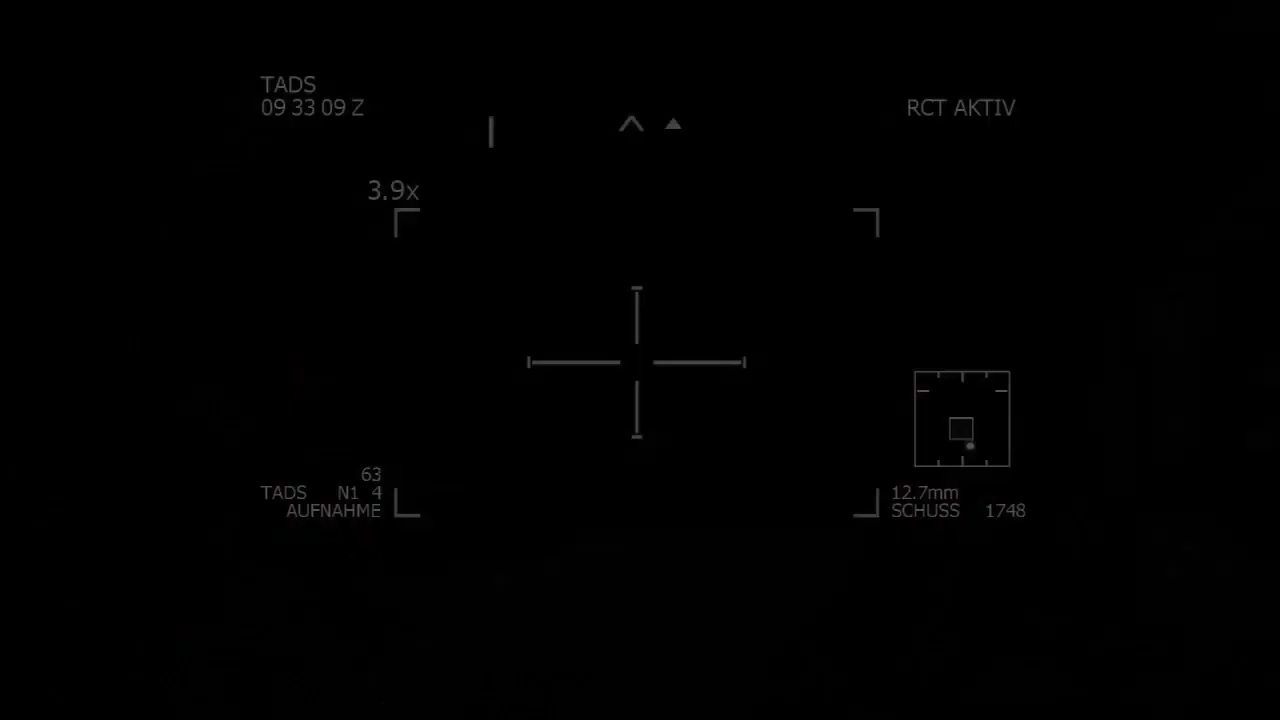 TADS
09 33 09 Z
RCT AKTIV
3.9x
63
TADS N1 4
AUFNAHME
12.7mm
SCHUSS 1748